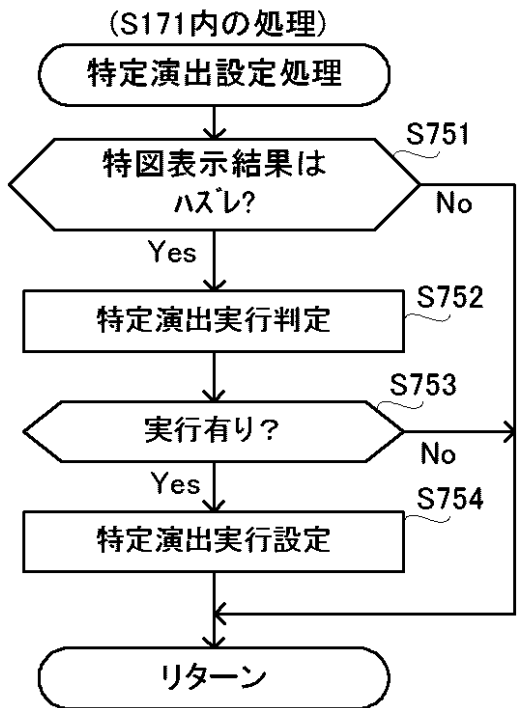 (S171内の処理)
特定演出設定処理
S751
特図表示結果は
ﾊｽﾞﾚ?
No
Yes
S752
特定演出実行判定
S753
実行有り？
No
Yes
S754
特定演出実行設定
リターン